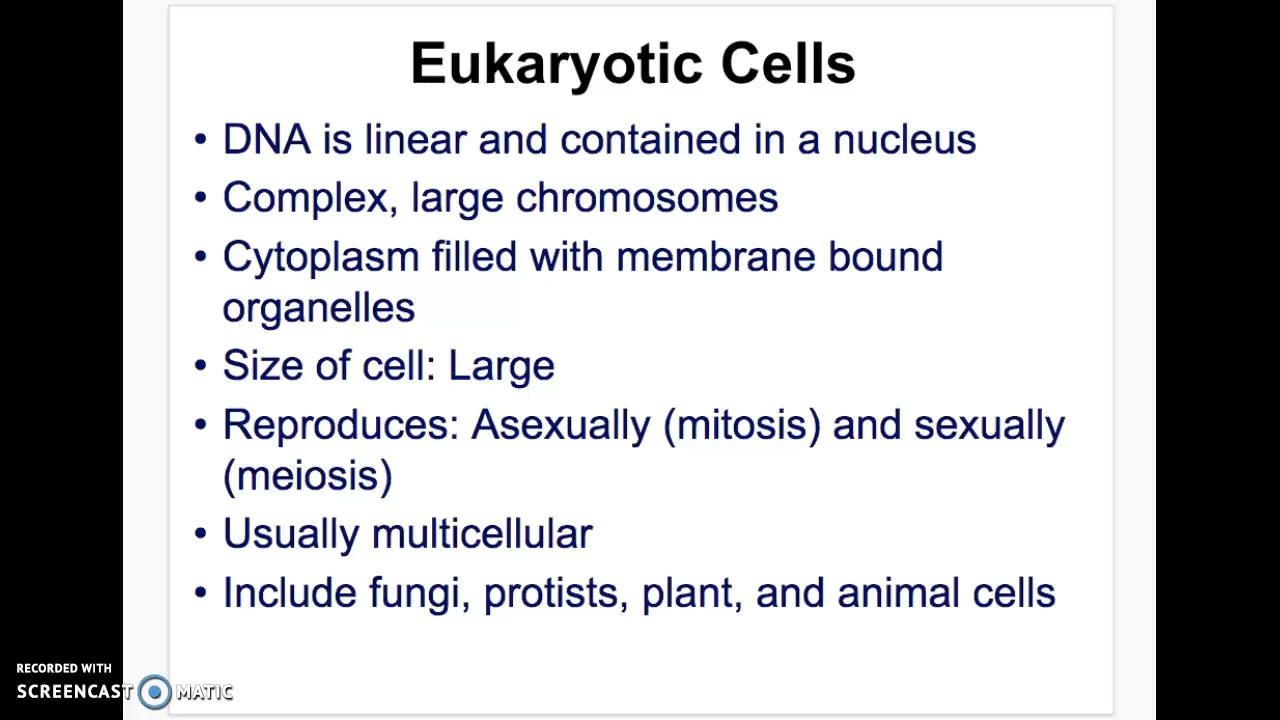 Eukaryotic Cells
• DNA is linear and contained in a nucleus
• Complex, large chromosomes
• Cytoplasm filled with membrane bound
organelles
• Size of cell: Large
• Reproduces: Asexually (mitosis) and sexually
(meiosis)
• Usually multicellular
• Include fungi, protists, plant, and animal cells
RECORDED WITH
SCREENCAST MATIC